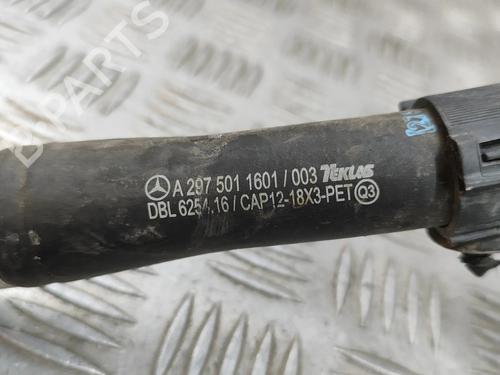 A 297 501 1601 / 003 TEKLAS
DBL 6254.16 / CAP12-18X3-PET Q3